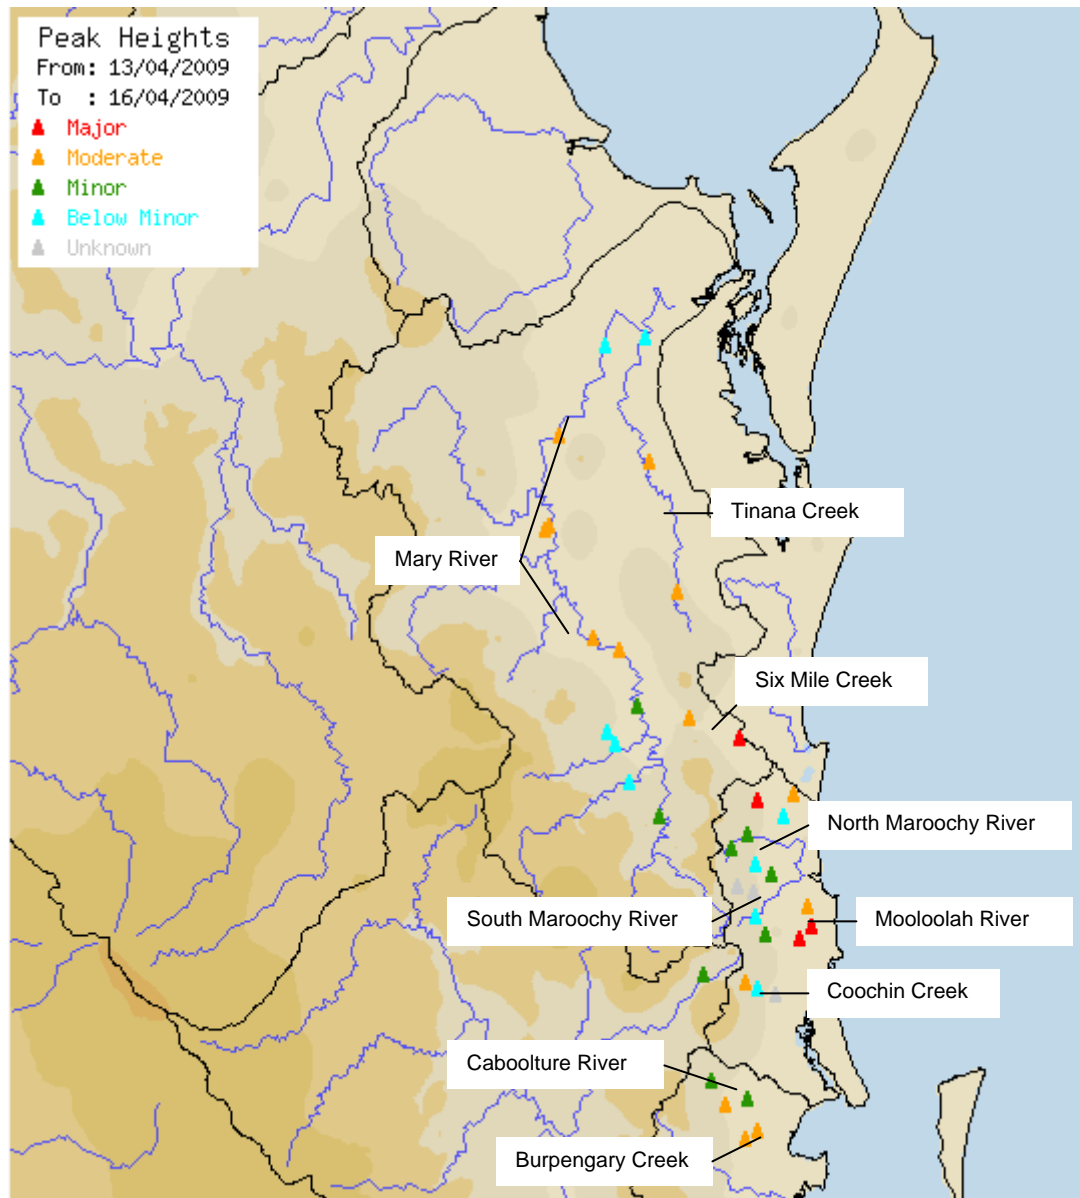 Peak Heights
From: 13/04/2009
To  : 16/04/2009
Major
Moderate
Minor
Below Minor
Unknown
Tinana Creek
Mary River
Six Mile Creek
North Maroochy River
South Maroochy River
Mooloolah River
Coochin Creek
Caboolture River
Burpengary Creek